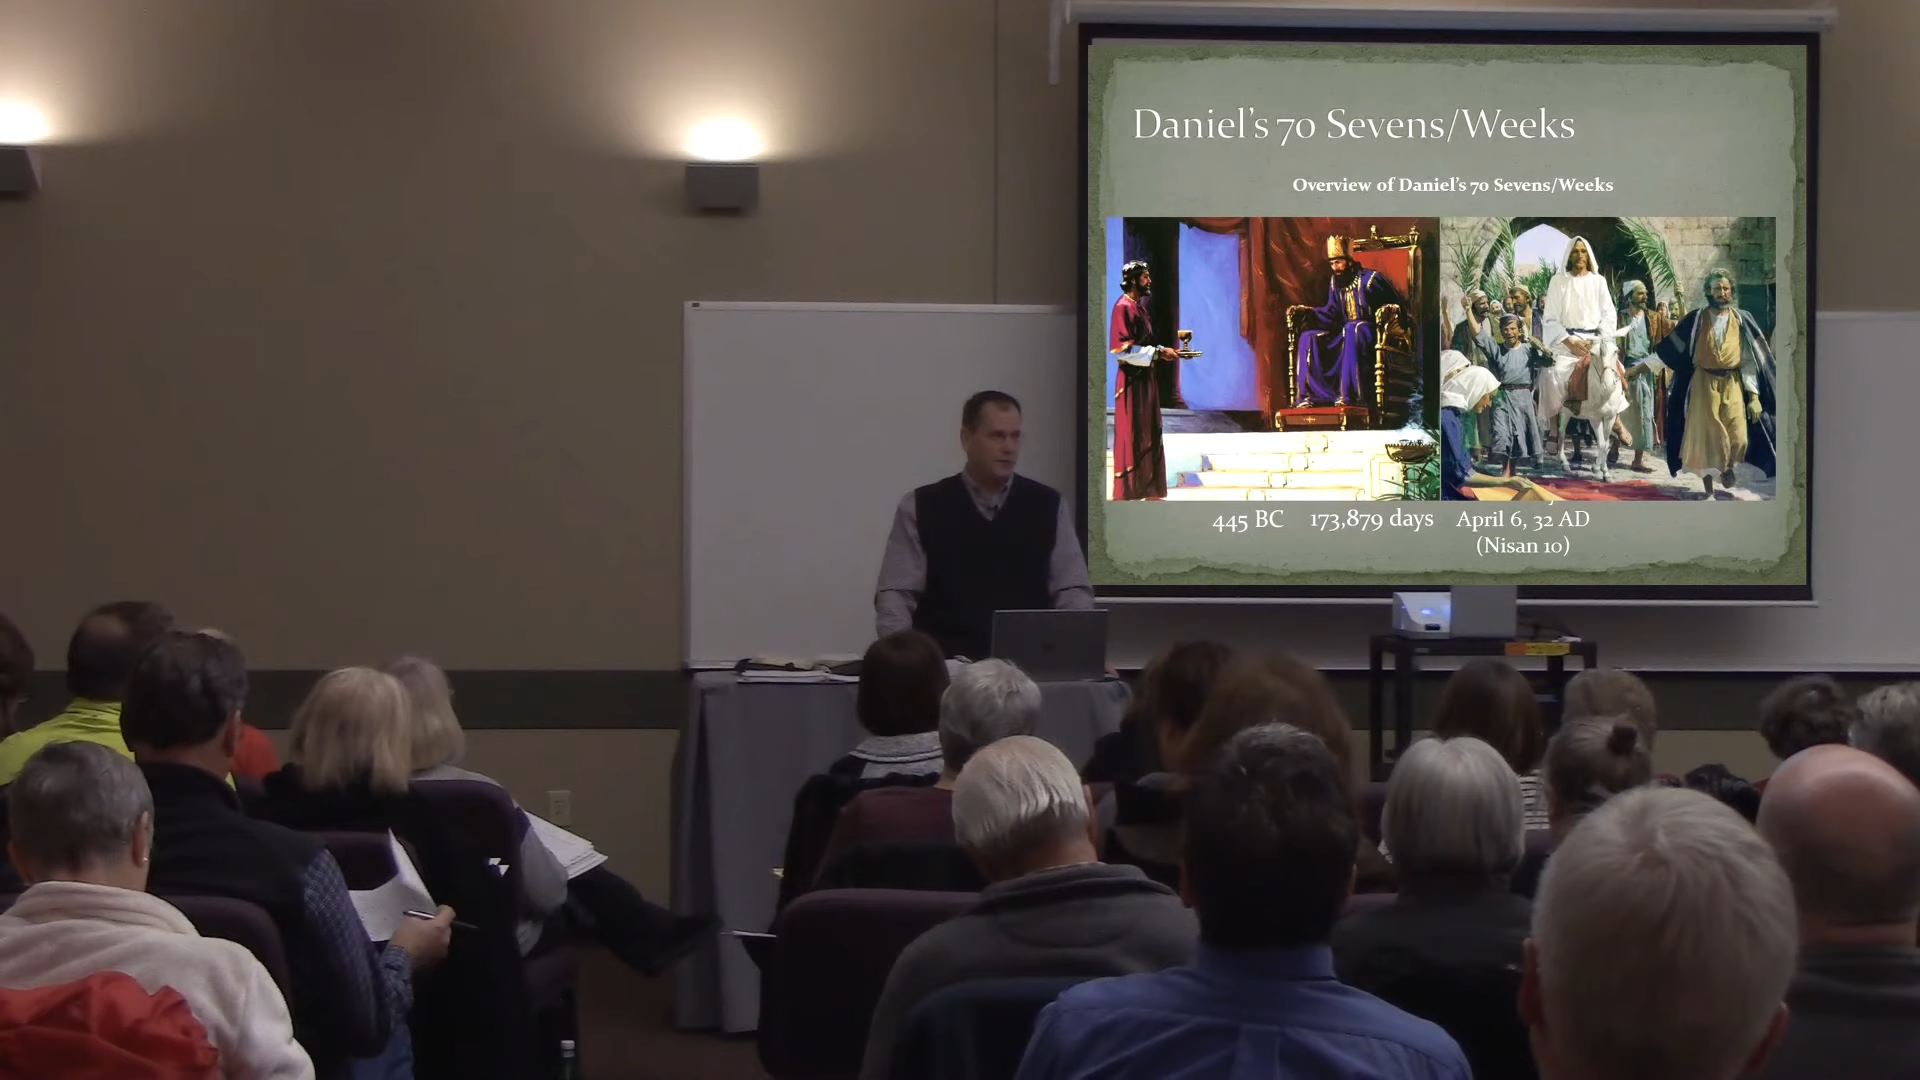 Daniel's 70 Sevens/Weeks
Overview of Daniel's 70 Sevens/Weeks
445 BC 173,879 days April 6, 32 AD
(Nisan 10)